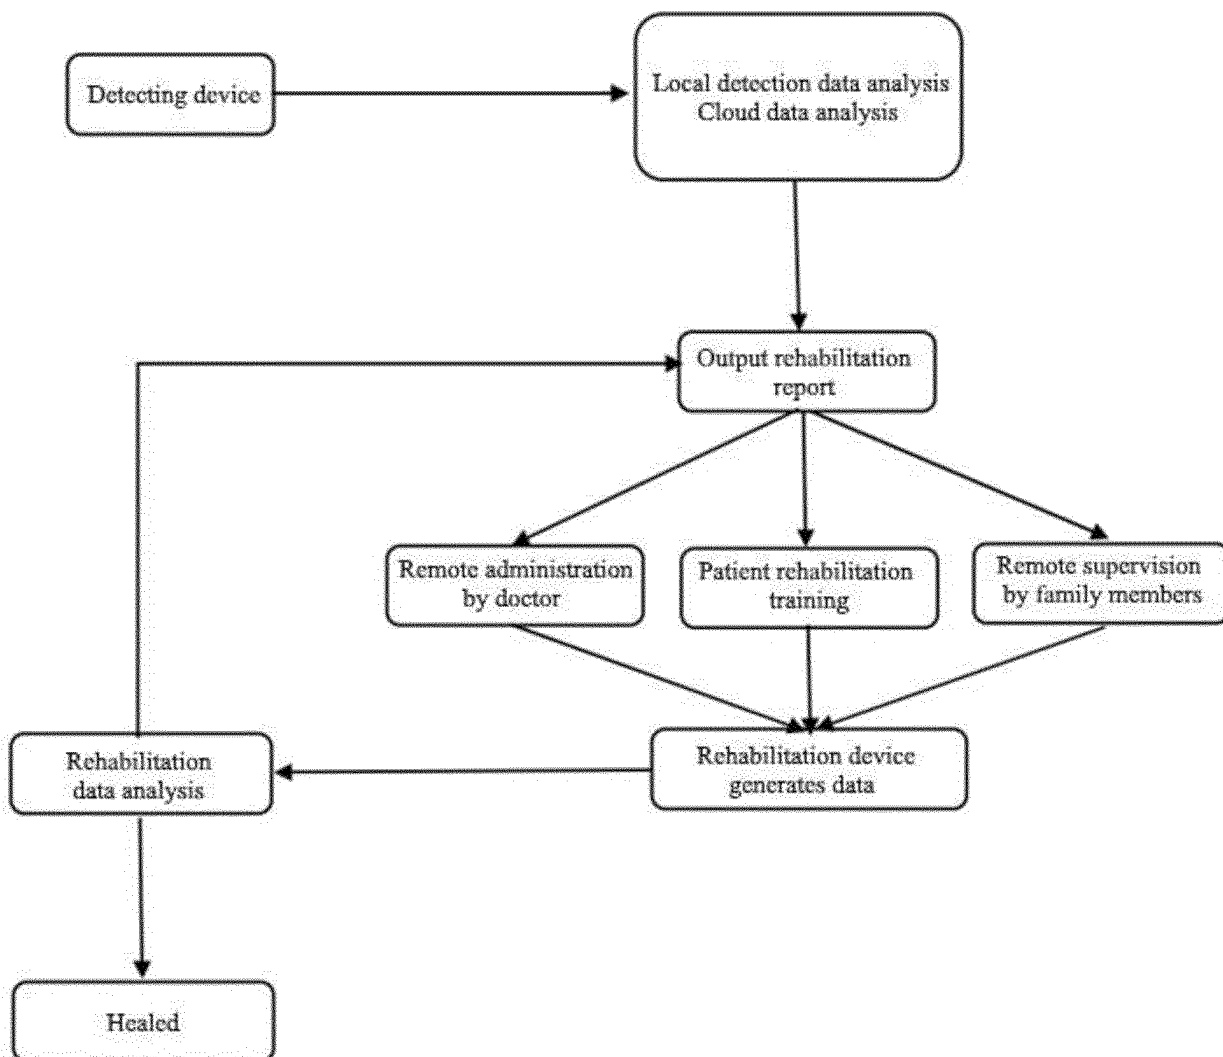 Detecting device
Local detection data analysis
Cloud data analysis
Output rehabilitation
report
Remote administration
by doctor
Patient rehabilitation
training
Remote supervision
by family members
Rehabilitation device
generates data
Rehabilitation
data analysis
Healed